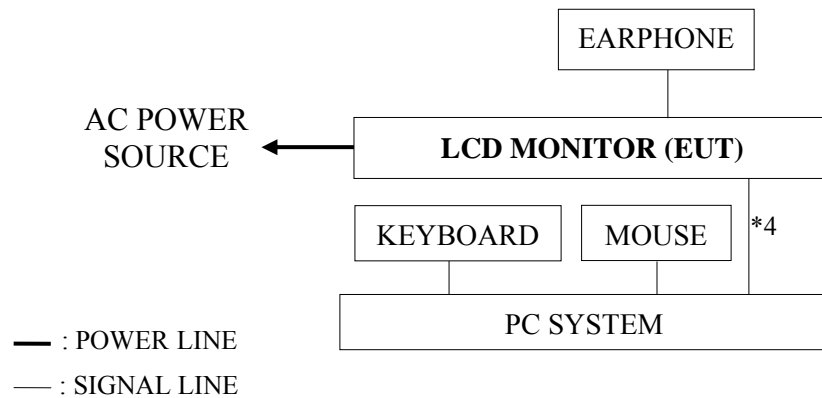 EARPHONE
AC POWER
SOURCE
LCD MONITOR (EUT)
*4
KEYBOARD
MOUSE
PC SYSTEM
: POWER LINE
: SIGNAL LINE